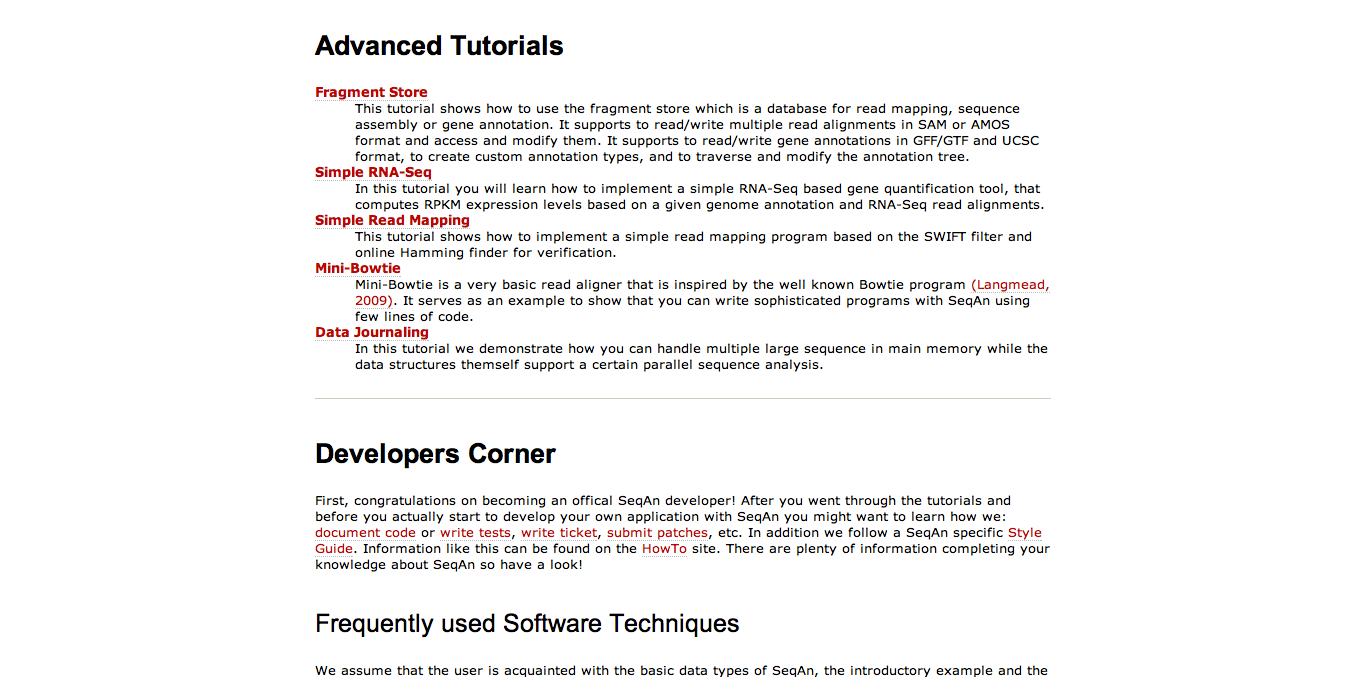 Advanced Tutorials
Fragment Store
This tutorial shows how to use the fragment store which is a database for read mapping, sequence
assembly or gene annotation. It supports to read/write multiple read alignments in SAM or AMOS
format and access and modify them. It supports to read/write gene annotations in GFF/GTF and UCSC
format, to create custom annotation types, and to traverse and modify the annotation tree.
Simple RNA-Seq
In this tutorial you will learn how to implement a simple RNA-Seq based gene quantification tool, that
computes RPKM expression levels based on a given genome annotation and RNA-Seq read alignments.
Simple Read Mapping
This tutorial shows how to implement a simple read mapping program based on the SWIFT filter and
online Hamming finder for verification.
Mini-Bowtie
Mini-Bowtie is a very basic read aligner that is inspired by the well known Bowtie program (Langmead,
2009). It serves as an example to show that you can write sophisticated programs with SeqAn using
few lines of code.
Data Journaling
In this tutorial we demonstrate how you can handle multiple large sequence in main memory while the
data structures themself support a certain parallel sequence analysis.
Developers Corner
First, congratulations on becoming an offical SeqAn developer! After you went through the tutorials and
before you actually start to develop your own application with SeqAn you might want to learn how we:
document code or write tests, write ticket, submit patches, etc. In addition we follow a SeqAn specific Style
Guide. Information like this can be found on the HowTo site. There are plenty of information completing your
knowledge about SeqAn so have a look!
Frequently used Software Techniques
We assume that the user is acquainted with the basic data types of SeqAn, the introductory example and the